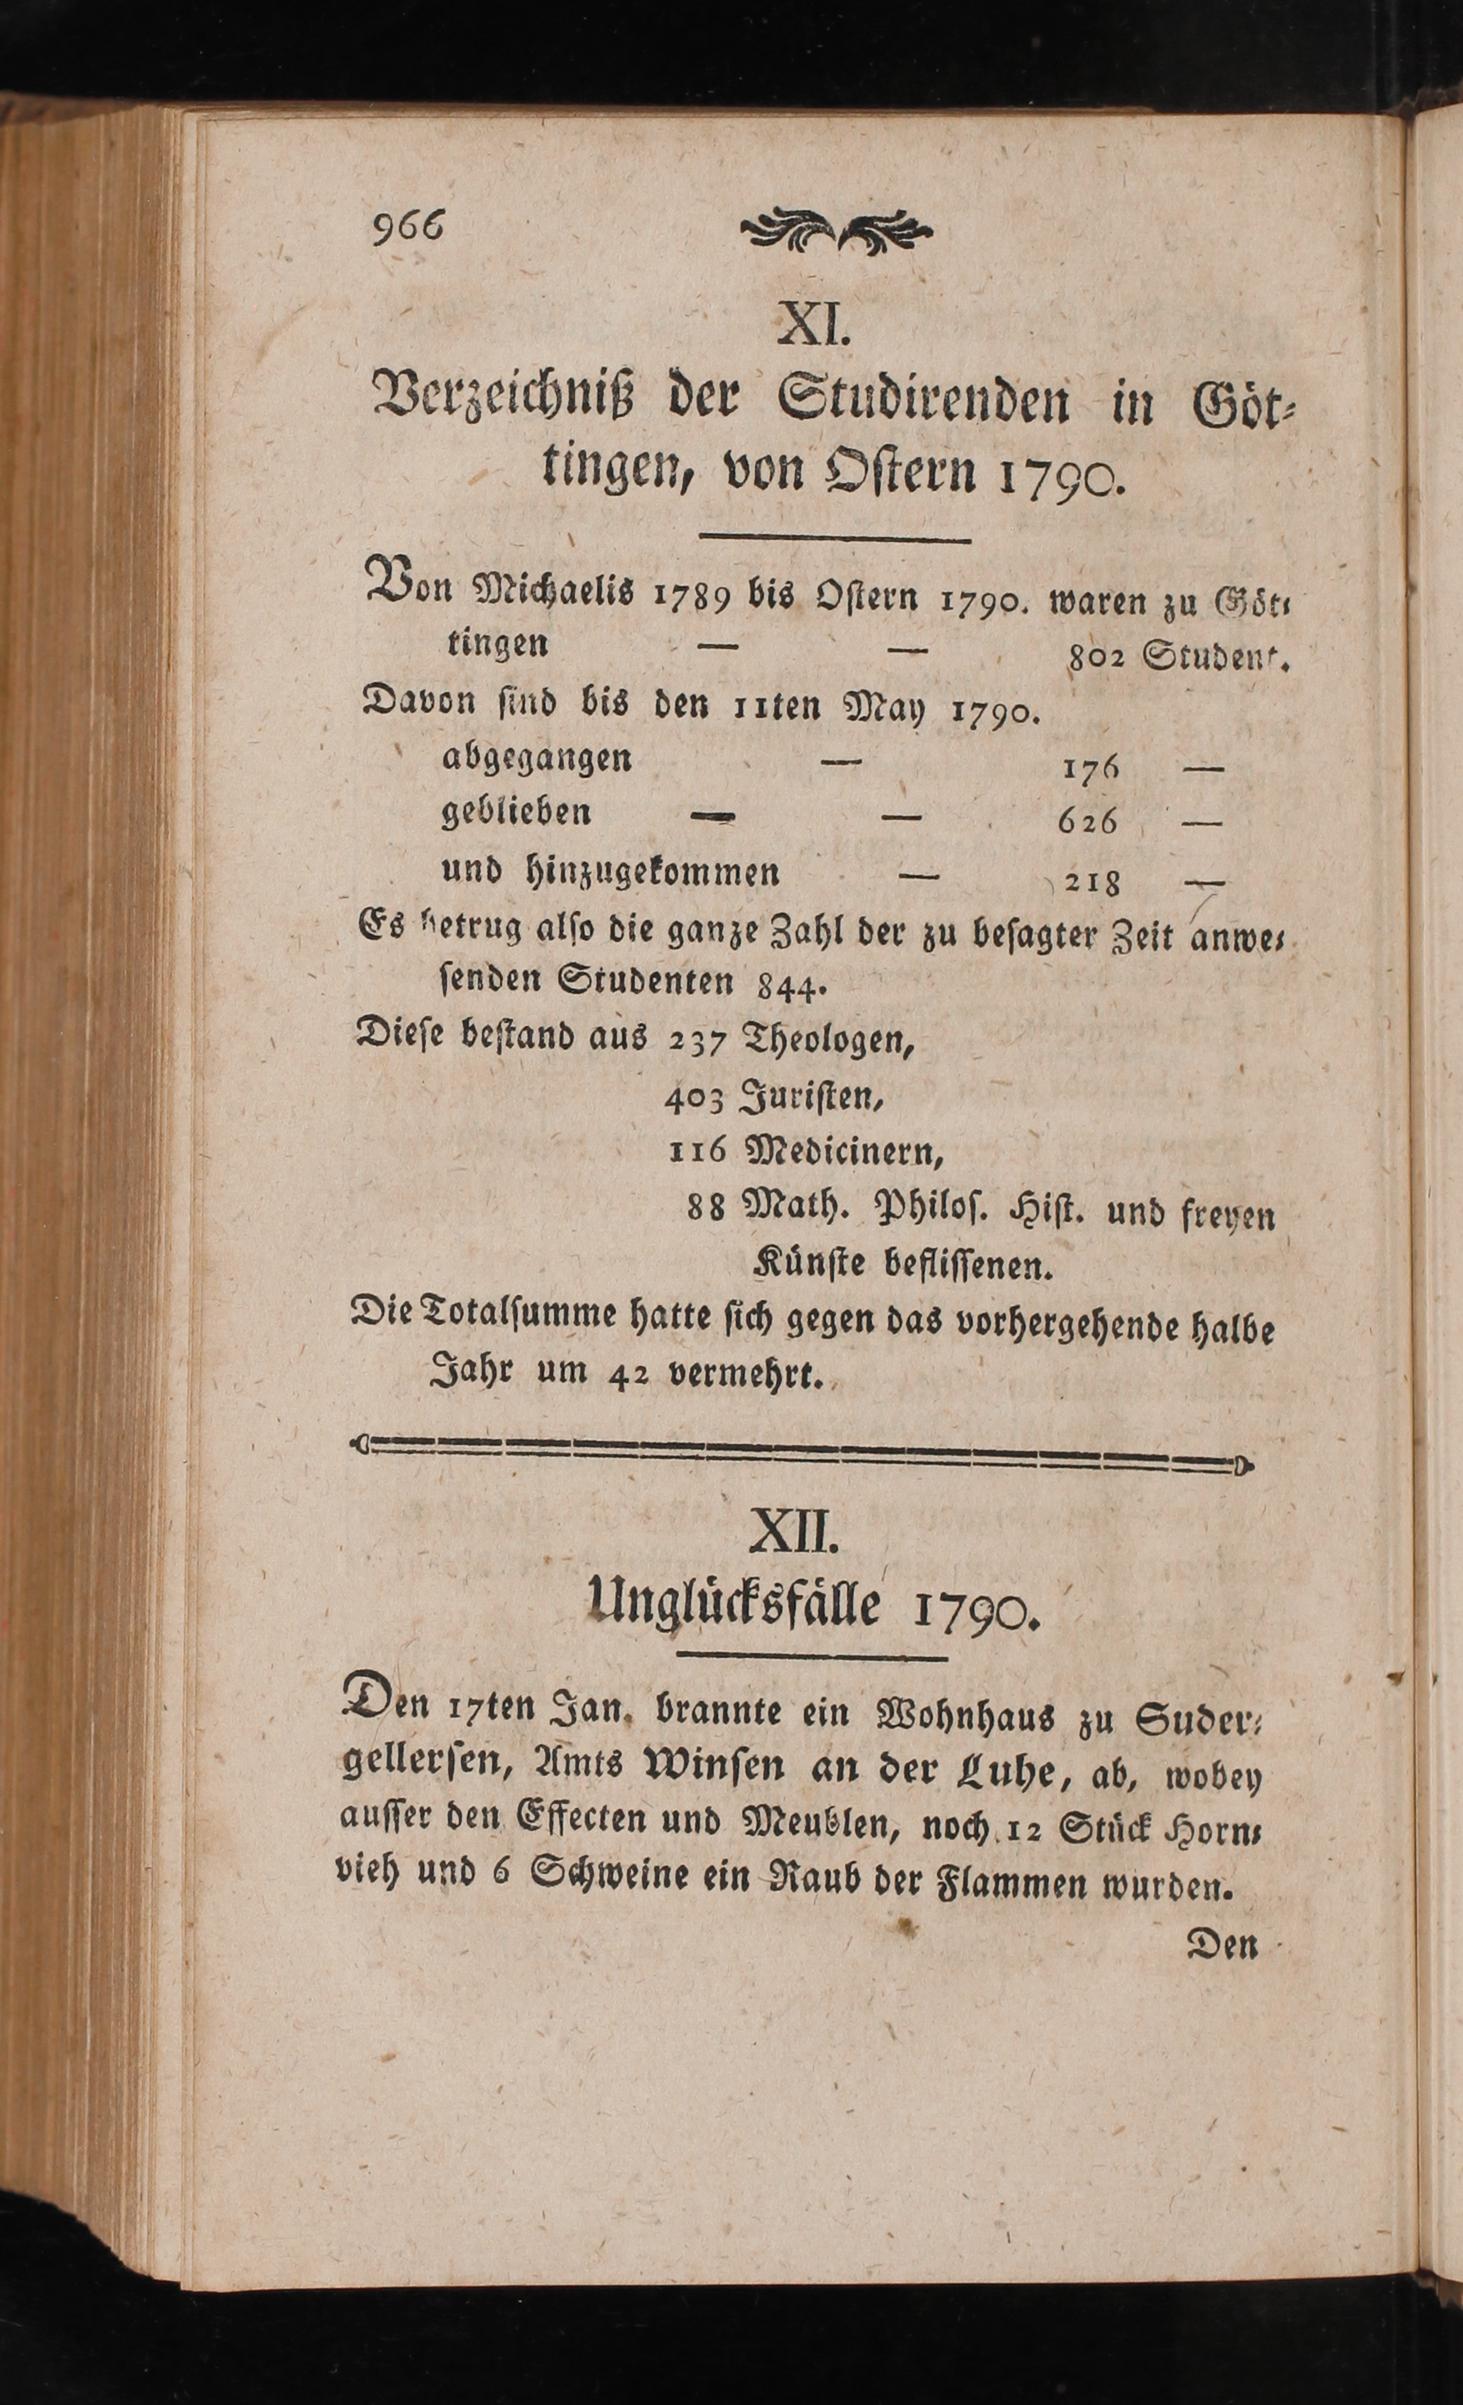 966
XI.
Verzeichniß der Studirenden in Göt-
tingen, von Oſtern 1790.
Von Michaelis 1789 bis Oſtern 1790. waren zu Göt-
tingen — — 802 Student.
Davon ſind bis den 11ten May 1790.
abgegangen — 176 —
geblieben — — 626 —
und hinzugekommen — 218 —
Es betrug alſo die ganze Zahl der zu beſagter Zeit anwe-
ſenden Studenten 844.
Dieſe beſtand aus 237 Theologen,
403 Juriſten,
116 Medicinern,
88 Math. Philoſ. Hiſt. und freyen
Künſte befliſſenen.
Die Totalſumme hatte ſich gegen das vorhergehende halbe
Jahr um 42 vermehrt.
XII.
Unglücksfälle 1790.
Den 17ten Jan. brannte ein Wohnhaus zu Suder-
gellerſen, Amts Winſen an der Luhe, ab, wobey
auſſer den Effecten und Meublen, noch 12 Stück Horn-
vieh und 6 Schweine ein Raub der Flammen wurden.
Den